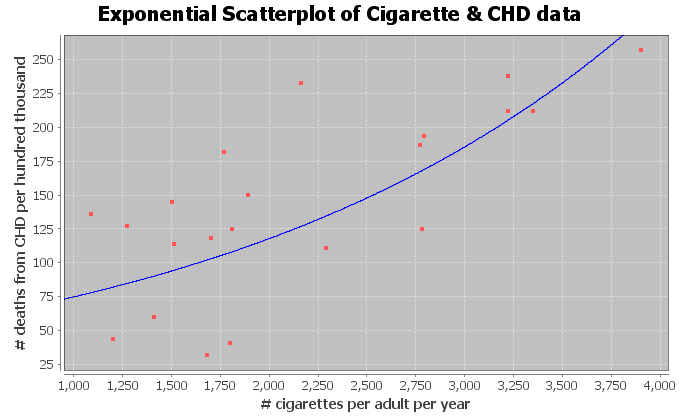 Exponential Scatterplot of Cigarette & CHD data
# deaths from CHD per hundred thousand
250
225
200
175
150
125
100
75
50
25
1,000 1,250 1,500 1,750 2,000 2,250 2,500 2,750 3,000 3,250 3,500 3,750 4,000
# cigarettes per adult per year